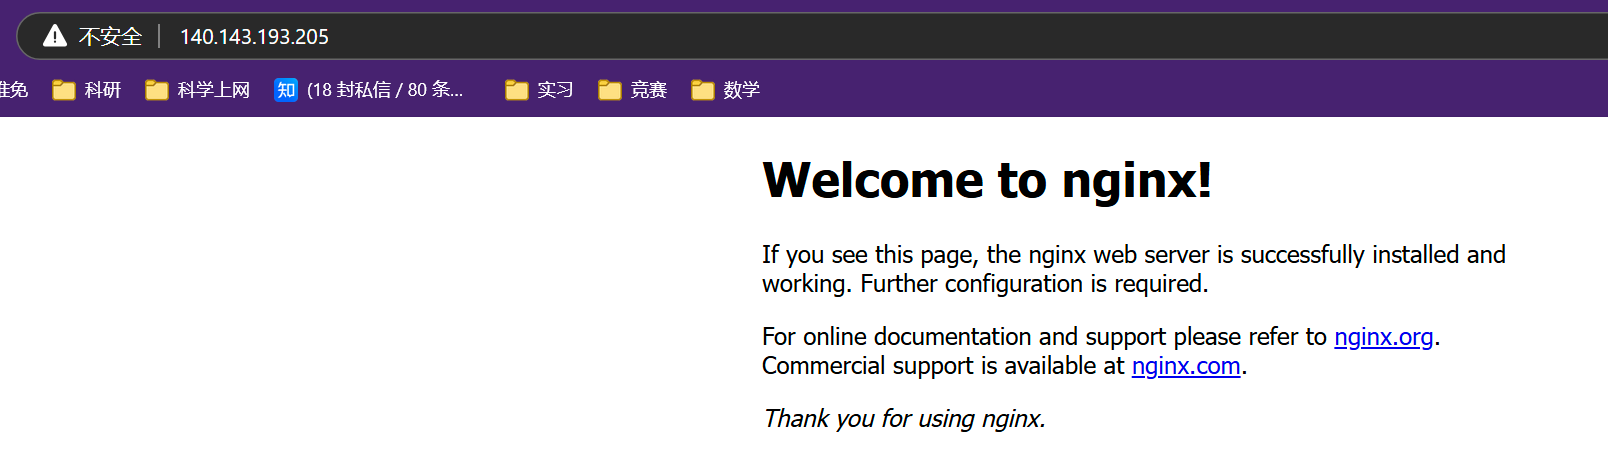 不安全 140.143.193.205
准免 科研 科学上网 知 (18 封私信 / 80 条... 实习 竞赛 数学
Welcome to nginx!
If you see this page, the nginx web server is successfully installed and
working. Further configuration is required.
For online documentation and support please refer to nginx.org.
Commercial support is available at nginx.com.
Thank you for using nginx.